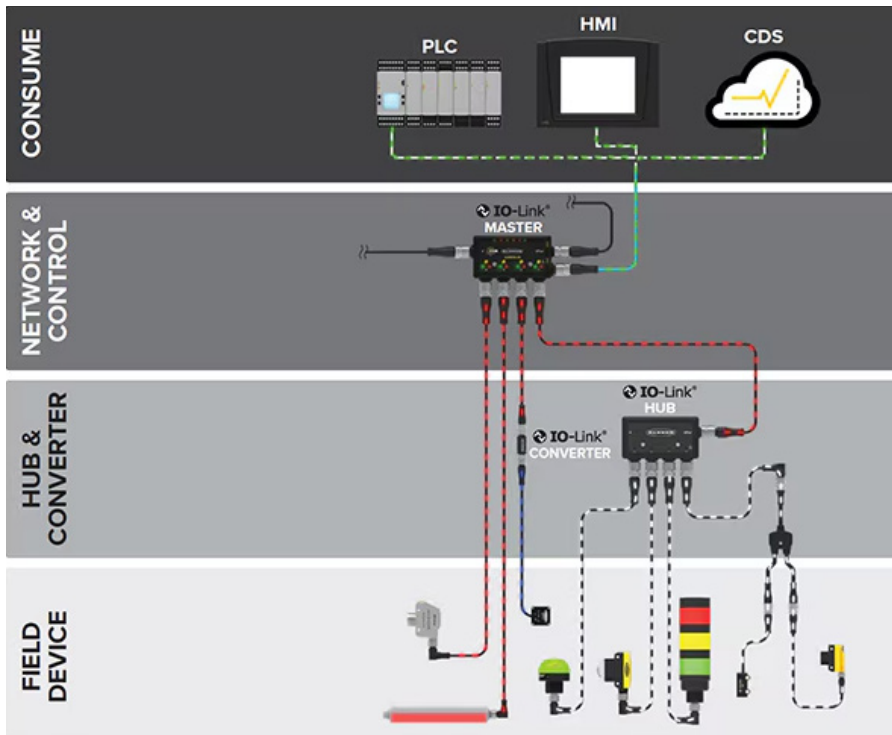 CONSUME
PLC
HMI
CDS
NETWORK &
CONTROL
IO-Link®
MASTER
HUB &
CONVERTER
IO-Link®
CONVERTER
IO-Link®
HUB
BANNER
FIELD
DEVICE